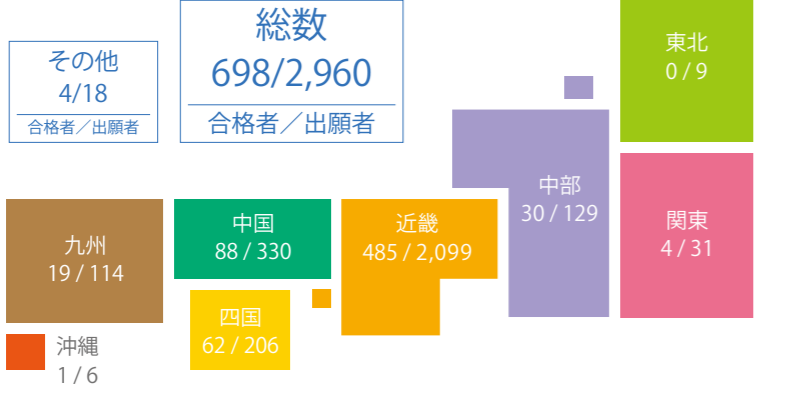 総数
698/2,960
合格者／出願者
その他
4/18
合格者／出願者
東北
0 / 9
中部
30 / 129
関東
4 / 31
近畿
485 / 2,099
中国
88 / 330
九州
19 / 114
四国
62 / 206
沖縄
1 / 6